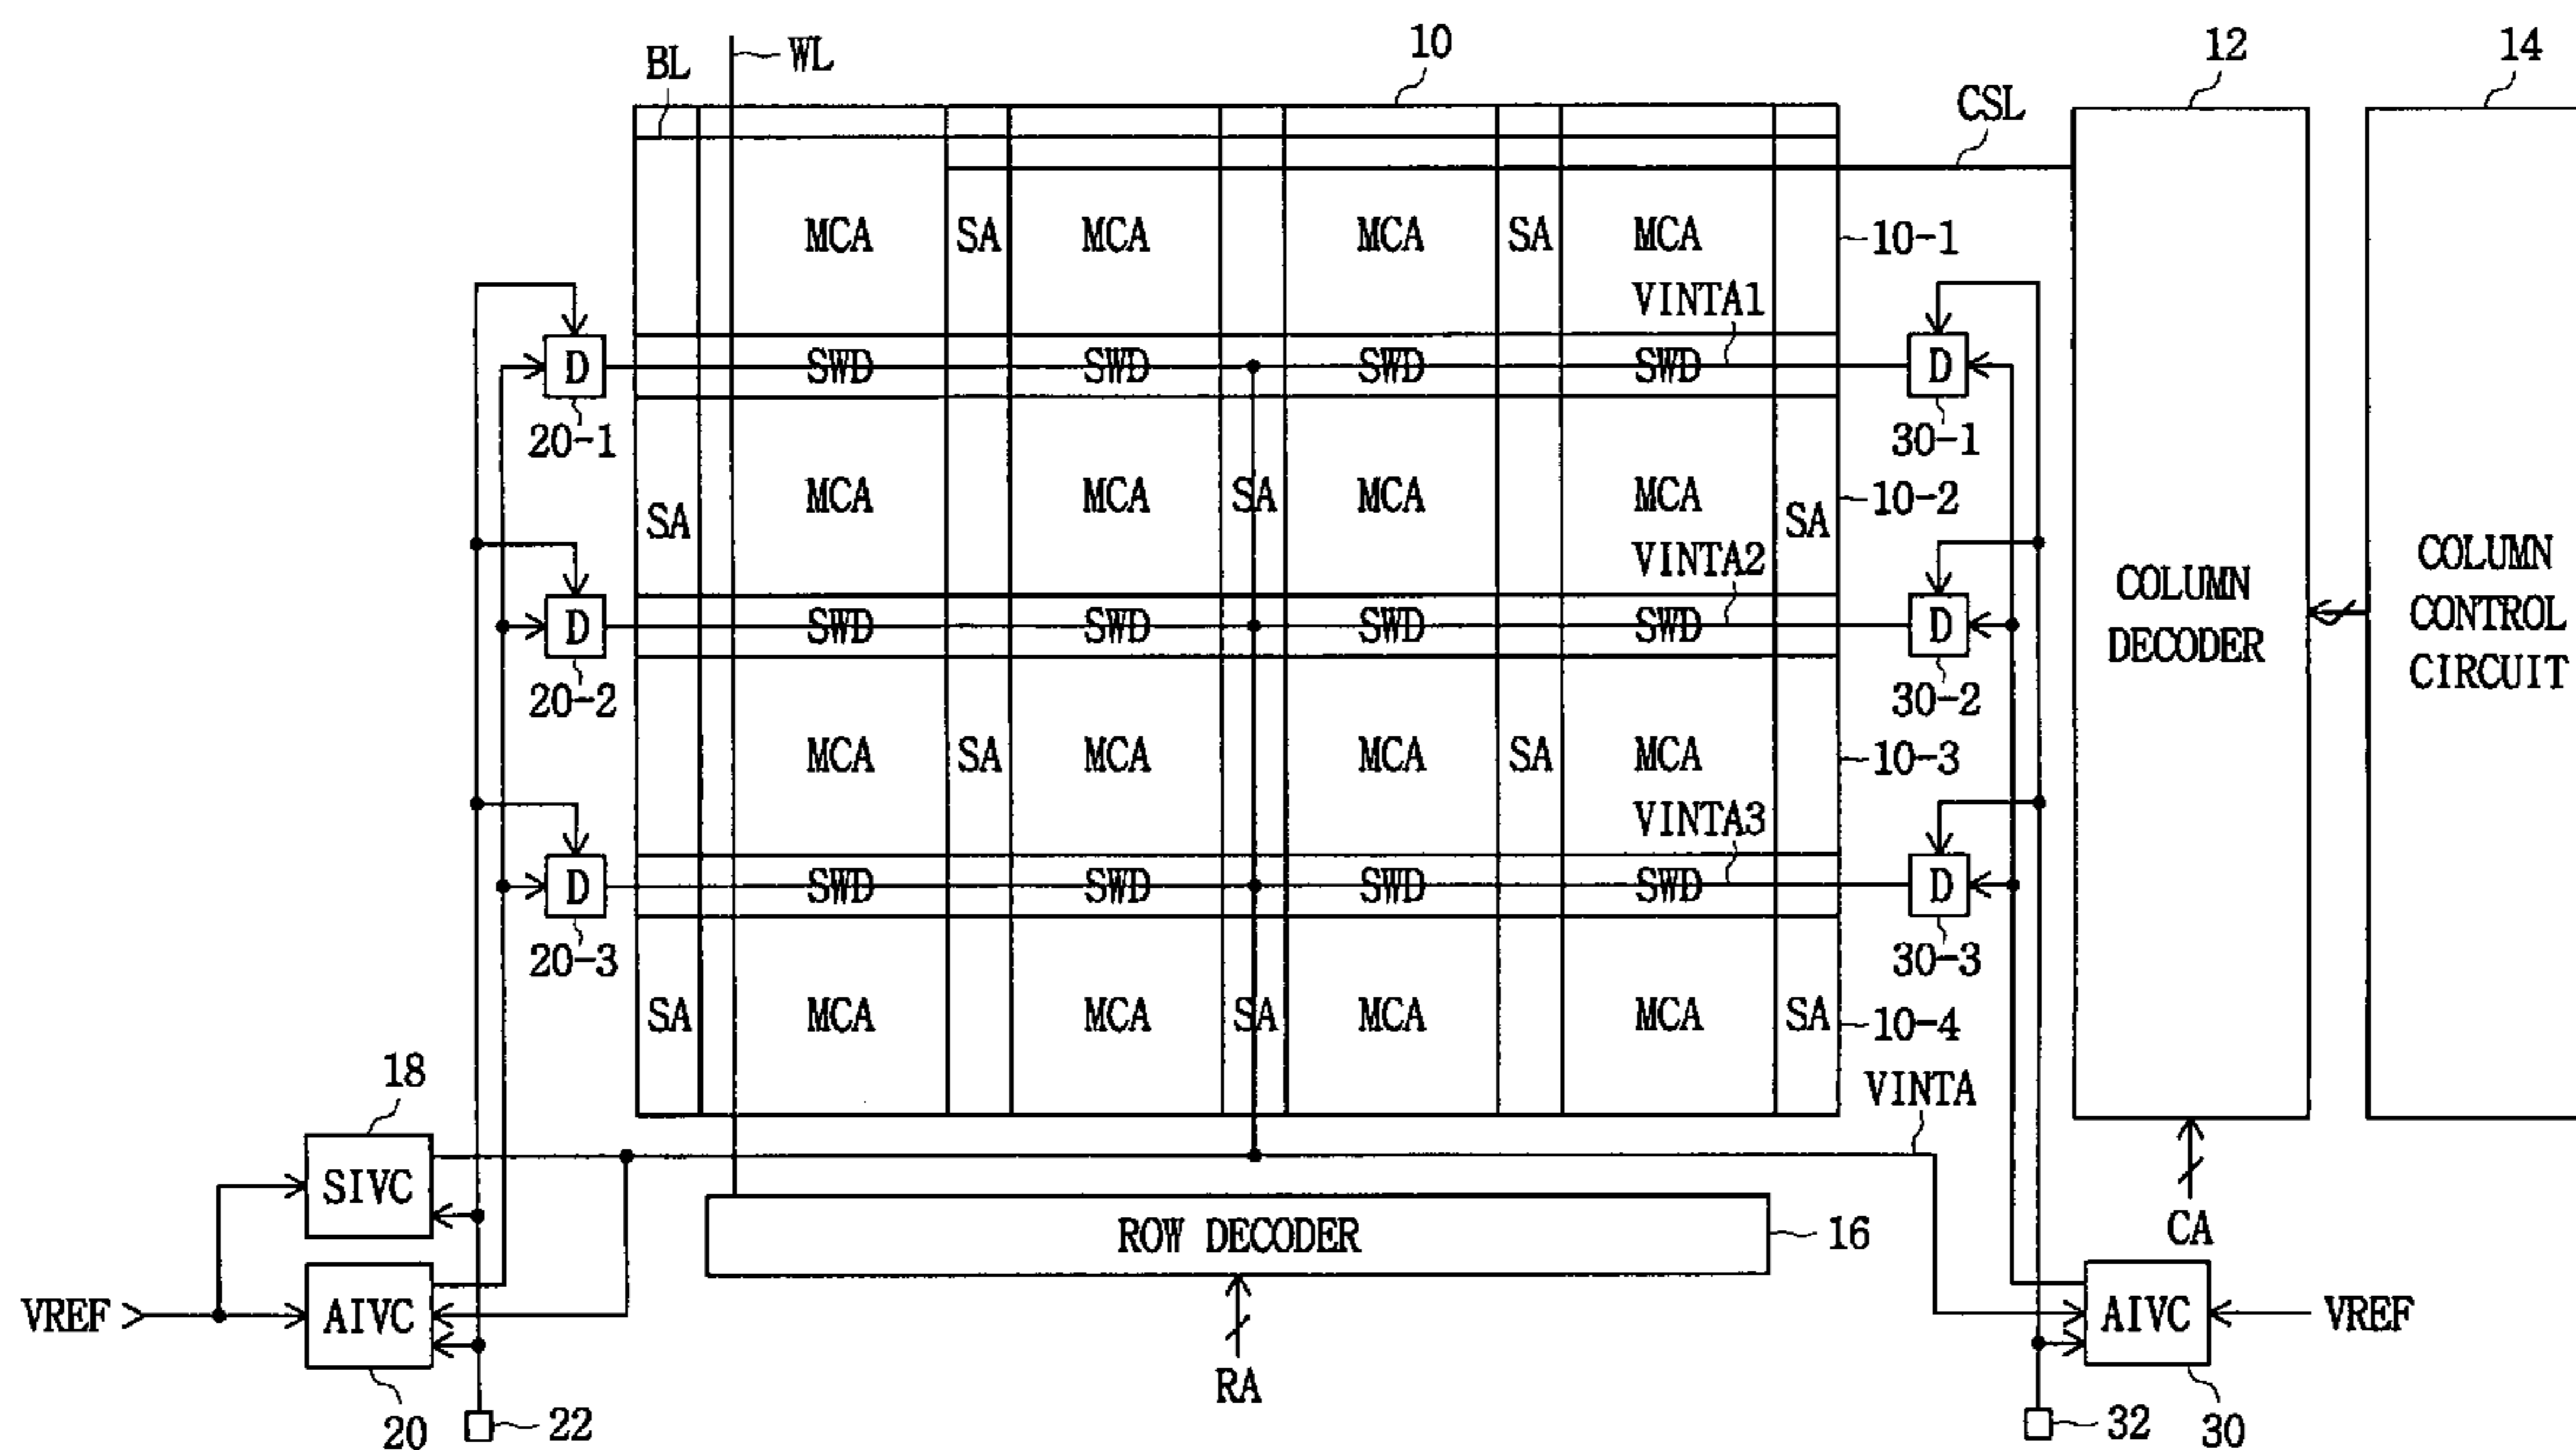 BL
WL
10
12
14
CSL
MCA SA MCA MCA SA MCA
10-1
VINTA1
D SWD SWD SWD SWD D
20-1
30-1
SA MCA MCA SA MCA MCA SA
10-2
VINTA2
COLUMN DECODER
COLUMN CONTROL CIRCUIT
D SWD SWD SWD SWD D
20-2
30-2
MCA SA MCA MCA SA MCA
10-3
VINTA3
D SWD SWD SWD SWD D
20-3
30-3
SA MCA MCA SA MCA MCA SA
10-4
18
VINTA
SIVC
ROW DECODER
16
CA
VREF
AIVC
AIVC
VREF
RA
20
22
32
30